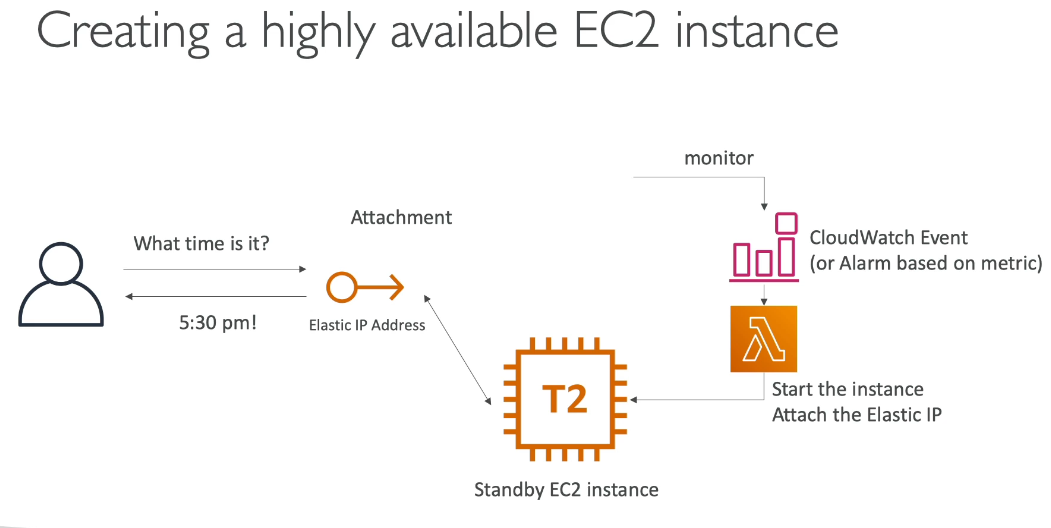 Creating a highly available EC2 instance
monitor
Attachment
What time is it?
CloudWatch Event
(or Alarm based on metric)
5:30 pm!
Elastic IP Address
T2
Start the instance
Attach the Elastic IP
Standby EC2 instance